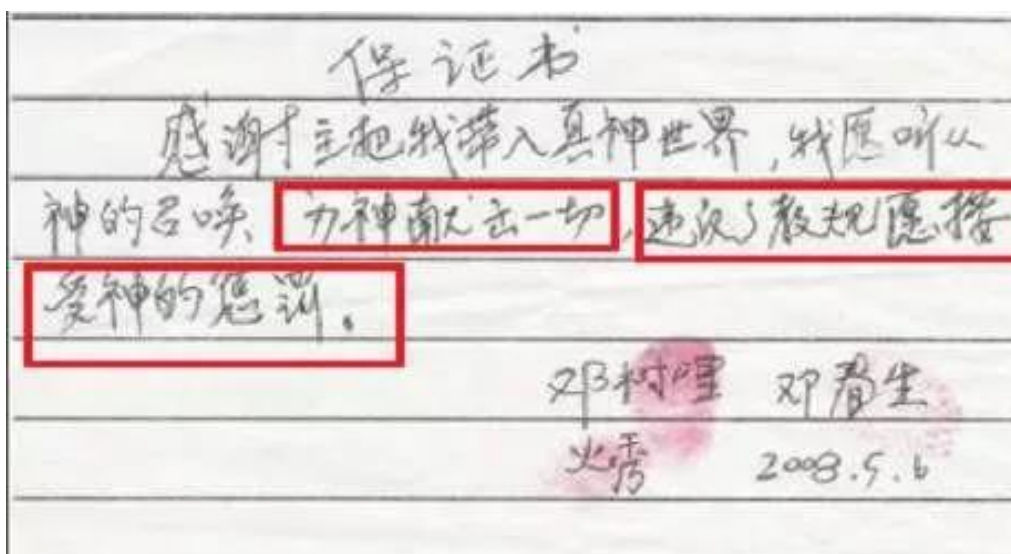 保证书
感谢主把我带入真神世界,我愿听从
神的召唤 为神献出一切,违反了教规愿接
受神的惩罚。
邓树 邓春生
火秀 2008.5.6